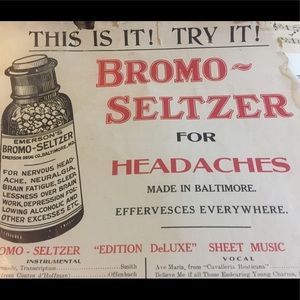 THIS IS IT! TRY IT!
BROMO~
SELTZER
FOR
HEADACHES
MADE IN BALTIMORE.
EFFERVESCES EVERYWHERE.
EMERSON'S
BROMO-SELTZER
EMERSON DRUG CO. BALTIMORE, MD.
FOR NERVOUS HEAD-
ACHE, NEURALGIA,
BRAIN FATIGUE, SLEEP-
LESSNESS OVER BRAIN
WORK, DEPRESSION FOL-
LOWING ALCOHOLIC AND
OTHER EXCESSES ETC.
OMO - SELTZER "EDITION DeLUXE" SHEET MUSIC
INSTRUMENTAL
Transcription Smith
Offenbach
VOCAL
Ave Maria, from "Cavalleria Rusticana"
Believe Me if all Those Endearing Young Charms